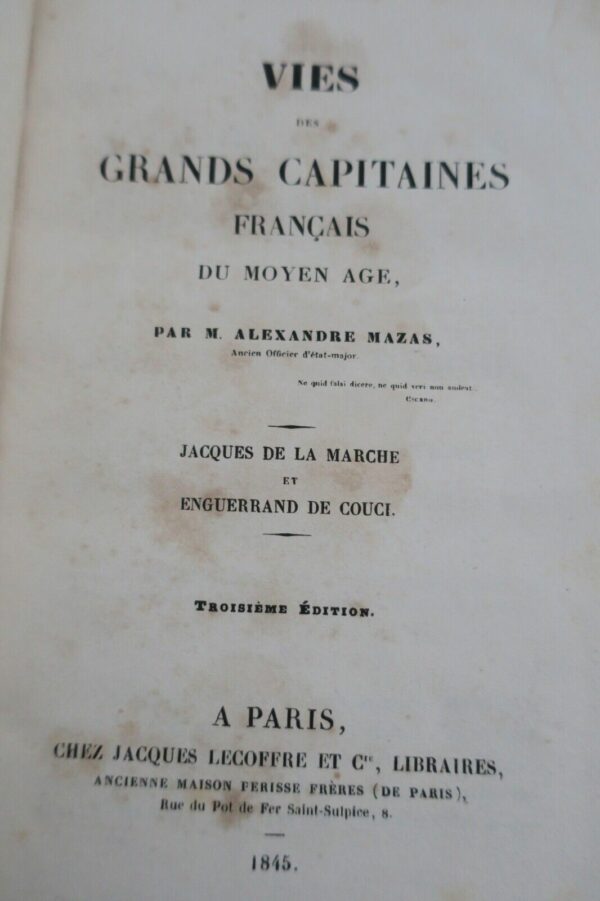 VIES
DES
GRANDS CAPITAINES
FRANÇAIS
DU MOYEN AGE,
PAR M. ALEXANDRE MAZAS,
Ancien Officier d'état-major.
Ne quid falsi dicere, ne quid veri non audeat.
CICERO.
JACQUES DE LA MARCHE
ET
ENGUERRAND DE COUCI.
TROISIÈME ÉDITION.
A PARIS,
CHEZ JACQUES LECOFFRE ET Cie, LIBRAIRES,
ANCIENNE MAISON PERISSE FRÈRES (DE PARIS),
Rue du Pot de Fer Saint-Sulpice, 8.
1845.